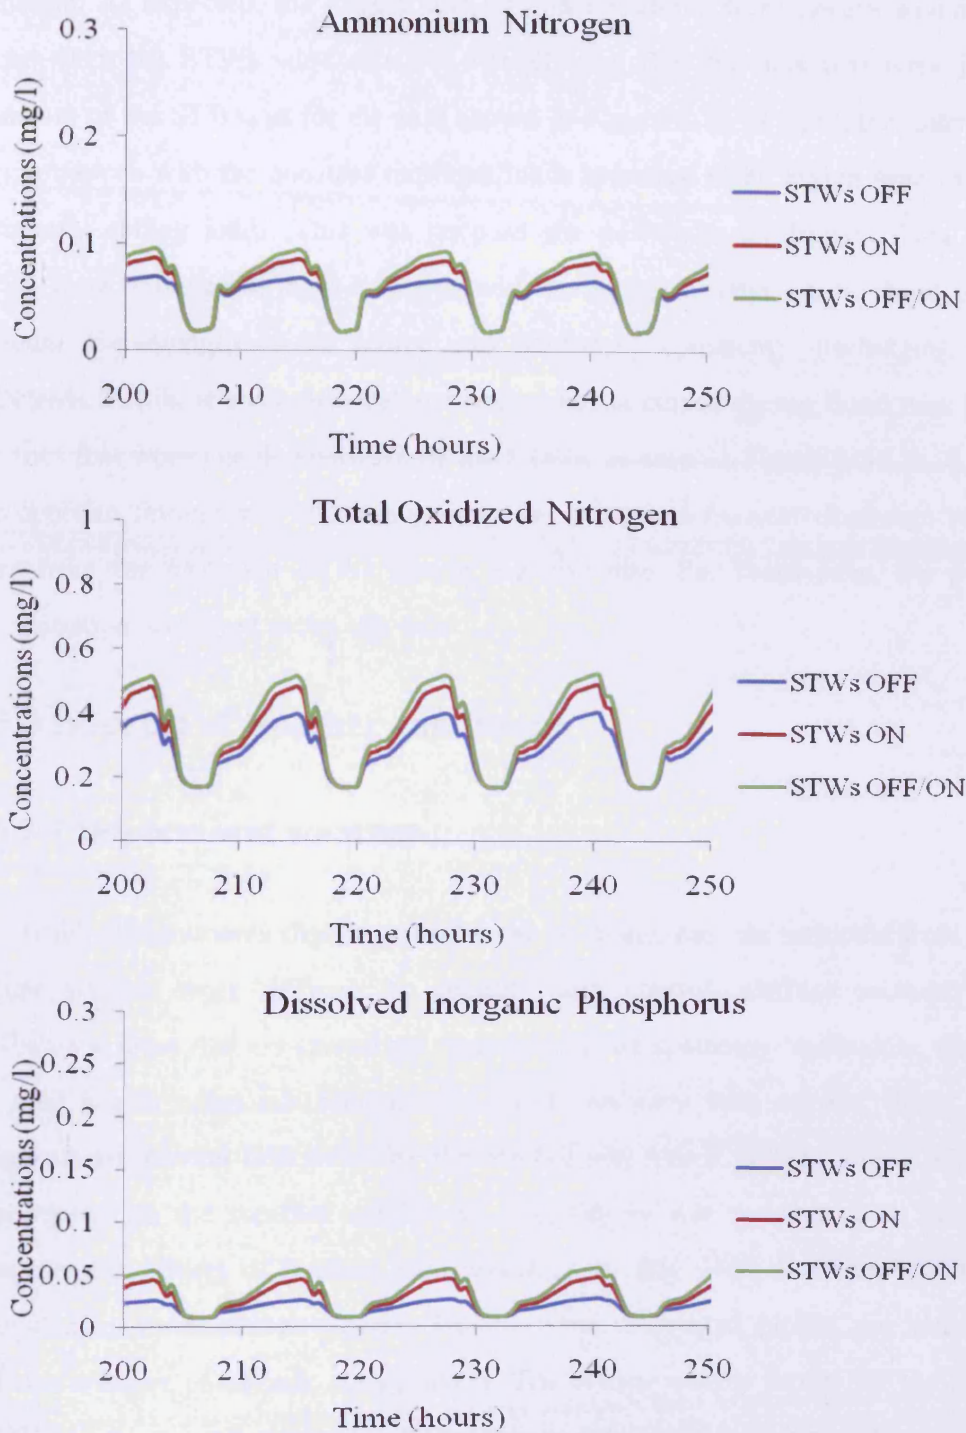 Ammonium Nitrogen
Concentrations (mg/l)
0.3
0.2
0.1
0
200 210 220 230 240 250
Time (hours)
STWs OFF
STWs ON
STWs OFF/ON
Total Oxidized Nitrogen
Concentrations (mg/l)
1
0.8
0.6
0.4
0.2
0
200 210 220 230 240 250
Time (hours)
STWs OFF
STWs ON
STWs OFF/ON
Dissolved Inorganic Phosphorus
Concentrations (mg/l)
0.3
0.25
0.2
0.15
0.1
0.05
0
200 210 220 230 240 250
Time (hours)
STWs OFF
STWs ON
STWs OFF/ON